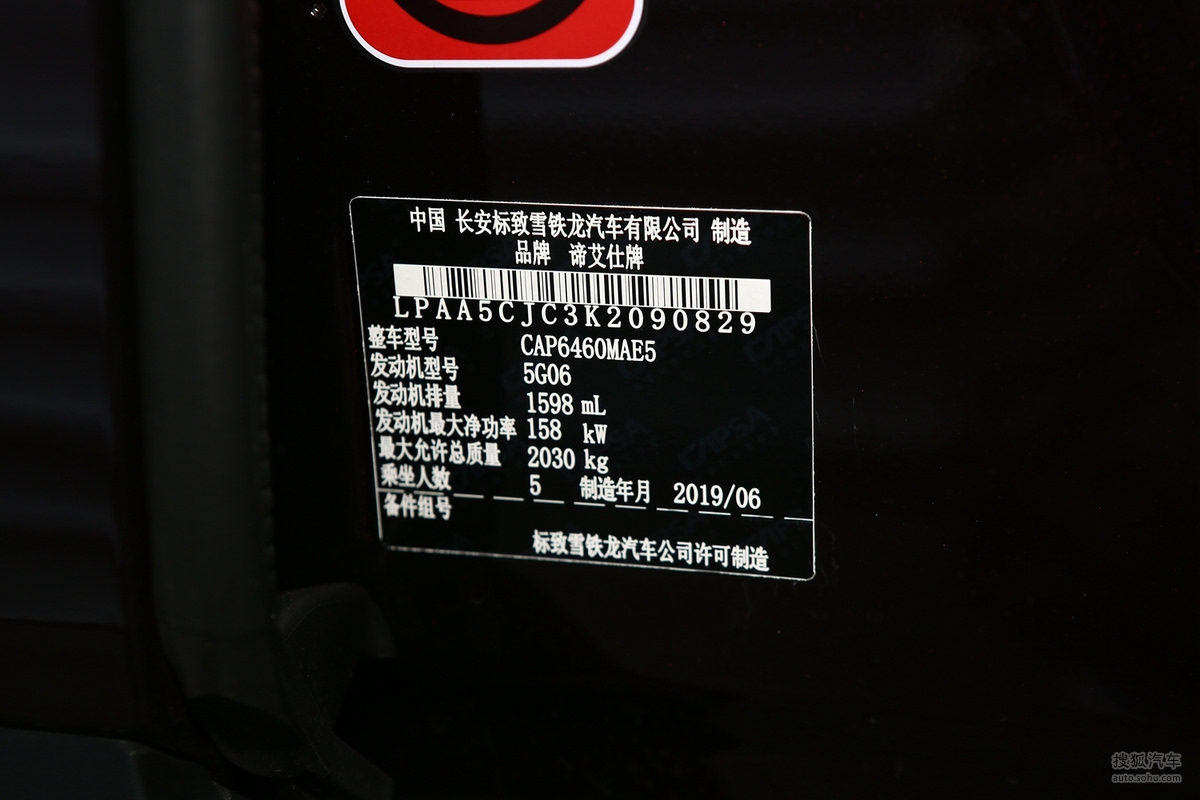 中国 长安标致雪铁龙汽车有限公司 制造
品牌 谛艾仕牌
LPAA5CJC3K2090829
整车型号 CAP6460MAE5
发动机型号 5G06
发动机排量 1598 mL
发动机最大净功率 158 kW
最大允许总质量 2030 kg
乘坐人数 5 制造年月 2019/06
备件组号
标致雪铁龙汽车公司许可制造
搜狐汽车
auto.sohu.com